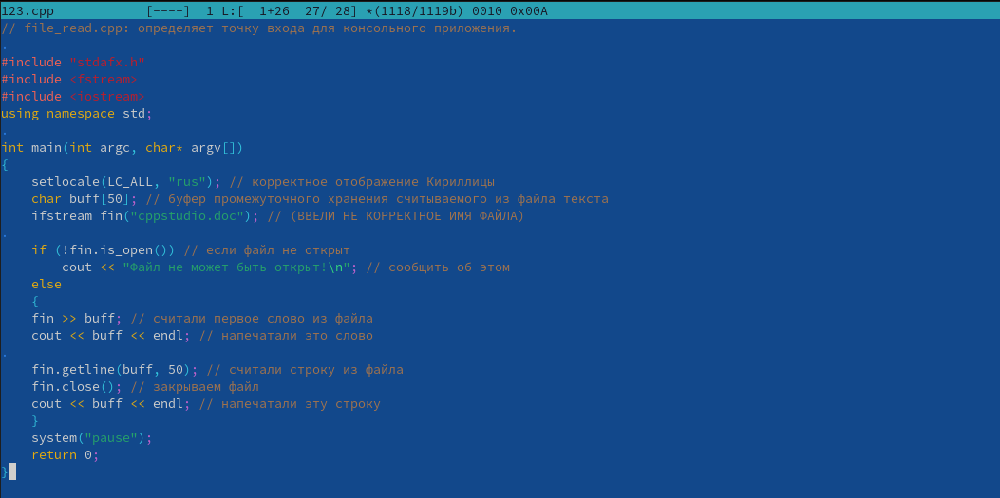 123.cpp [----] 1 L:[ 1+26 27/ 28] *(1118/1119b) 0010 0x00A
// file_read.cpp: определяет точку входа для консольного приложения.
.
#include "stdafx.h"
#include <fstream>
#include <iostream>
using namespace std;
.
int main(int argc, char* argv[])
{
    setlocale(LC_ALL, "rus"); // корректное отображение Кириллицы
    char buff[50]; // буфер промежуточного хранения считываемого из файла текста
    ifstream fin("cppstudio.doc"); // (ВВЕЛИ НЕ КОРРЕКТНОЕ ИМЯ ФАЙЛА)
.
    if (!fin.is_open()) // если файл не открыт
        cout << "Файл не может быть открыт!\n"; // сообщить об этом
    else
    {
    fin >> buff; // считали первое слово из файла
    cout << buff << endl; // напечатали это слово
.
    fin.getline(buff, 50); // считали строку из файла
    fin.close(); // закрываем файл
    cout << buff << endl; // напечатали эту строку
    }
    system("pause");
    return 0;
}